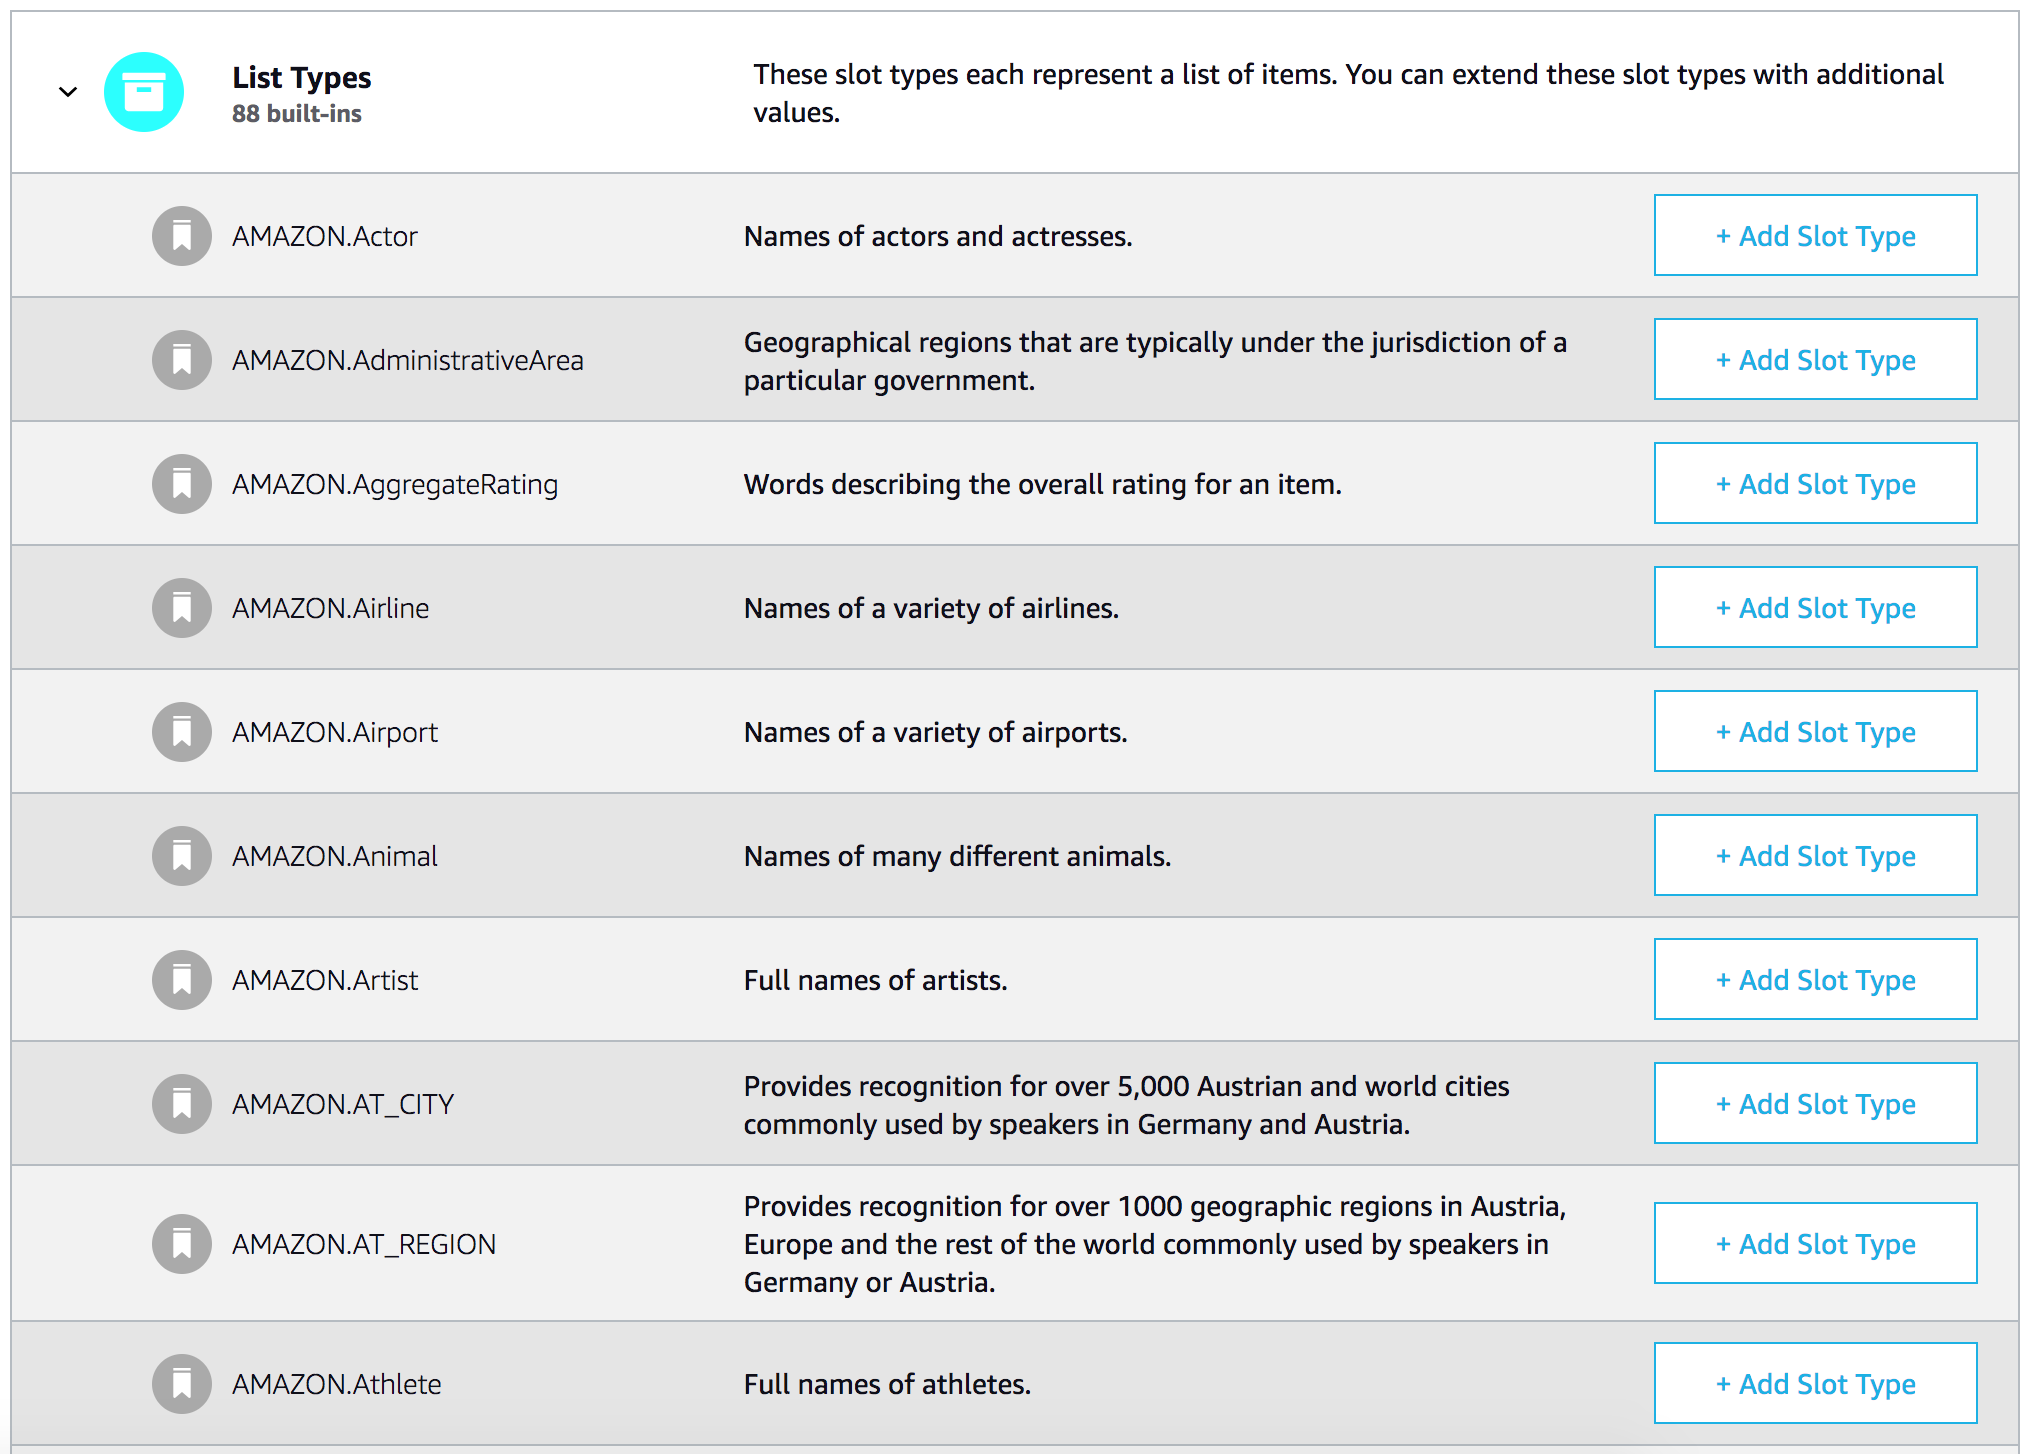 List Types
88 built-ins
These slot types each represent a list of items. You can extend these slot types with additional
values.
AMAZON.Actor
Names of actors and actresses.
+ Add Slot Type
AMAZON.AdministrativeArea
Geographical regions that are typically under the jurisdiction of a
particular government.
+ Add Slot Type
AMAZON.AggregateRating
Words describing the overall rating for an item.
+ Add Slot Type
AMAZON.Airline
Names of a variety of airlines.
+ Add Slot Type
AMAZON.Airport
Names of a variety of airports.
+ Add Slot Type
AMAZON.Animal
Names of many different animals.
+ Add Slot Type
AMAZON.Artist
Full names of artists.
+ Add Slot Type
AMAZON.AT_CITY
Provides recognition for over 5,000 Austrian and world cities
commonly used by speakers in Germany and Austria.
+ Add Slot Type
AMAZON.AT_REGION
Provides recognition for over 1000 geographic regions in Austria,
Europe and the rest of the world commonly used by speakers in
Germany or Austria.
+ Add Slot Type
AMAZON.Athlete
Full names of athletes.
+ Add Slot Type